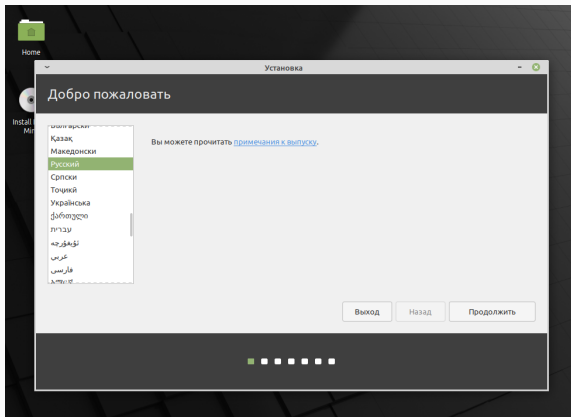 Home
Установка
Добро пожаловать
Install
Min
Қазақ
Македонски
Русский
Српски
Тоҷикӣ
Українська
ქართული
עברית
ئۇيغۇرچە
عربي
فارسی
Вы можете прочитать примечания к выпуску.
Выход
Назад
Продолжить